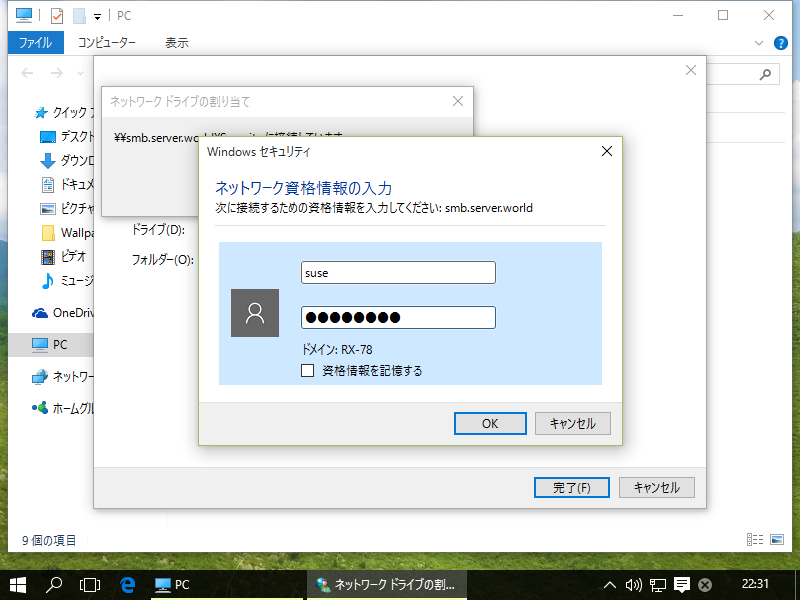 PC
ファイル
コンピューター
表示
ネットワーク ドライブの割り当て
Windows セキュリティ
ネットワーク資格情報の入力
次に接続するための資格情報を入力してください: smb.server.world
suse
●●●●●●●●
ドメイン: RX-78
資格情報を記憶する
OK
キャンセル
ドライブ(D):
フォルダー(O):
完了(F)
キャンセル
クイック
デスクト
ダウンロ
ドキュメ
ピクチャ
Wallpa
ビデオ
ミュージ
OneDriv
PC
ネットワー
ホームグル
9 個の項目
PC
ネットワーク ドライブの割...
22:31